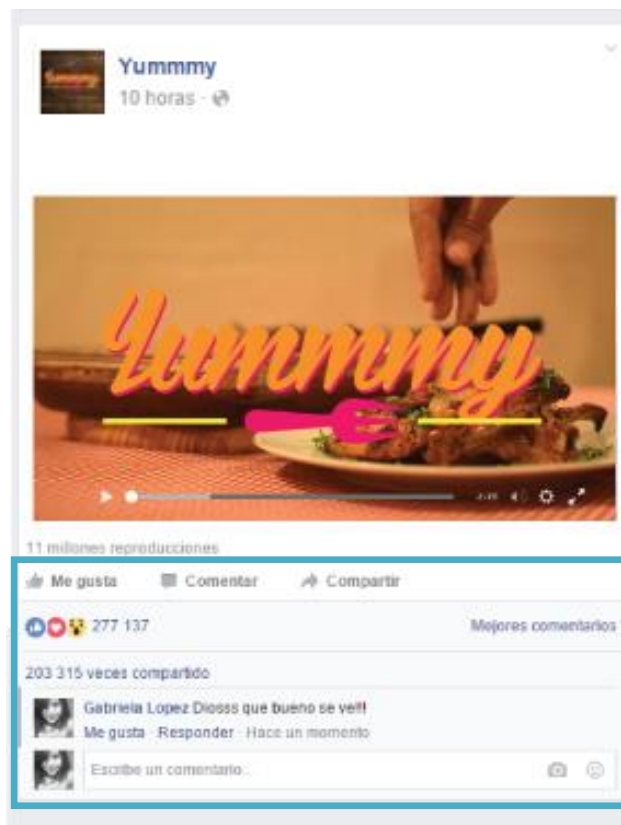 Yummmy
10 horas
Yummmy
11 millones reproducciones
Me gusta Comentar Compartir
277 137 Mejores comentarios
203 315 veces compartido
Gabriela Lopez Diosss que bueno se ve!!!
Me gusta · Responder · Hace un momento
Escribe un comentario...